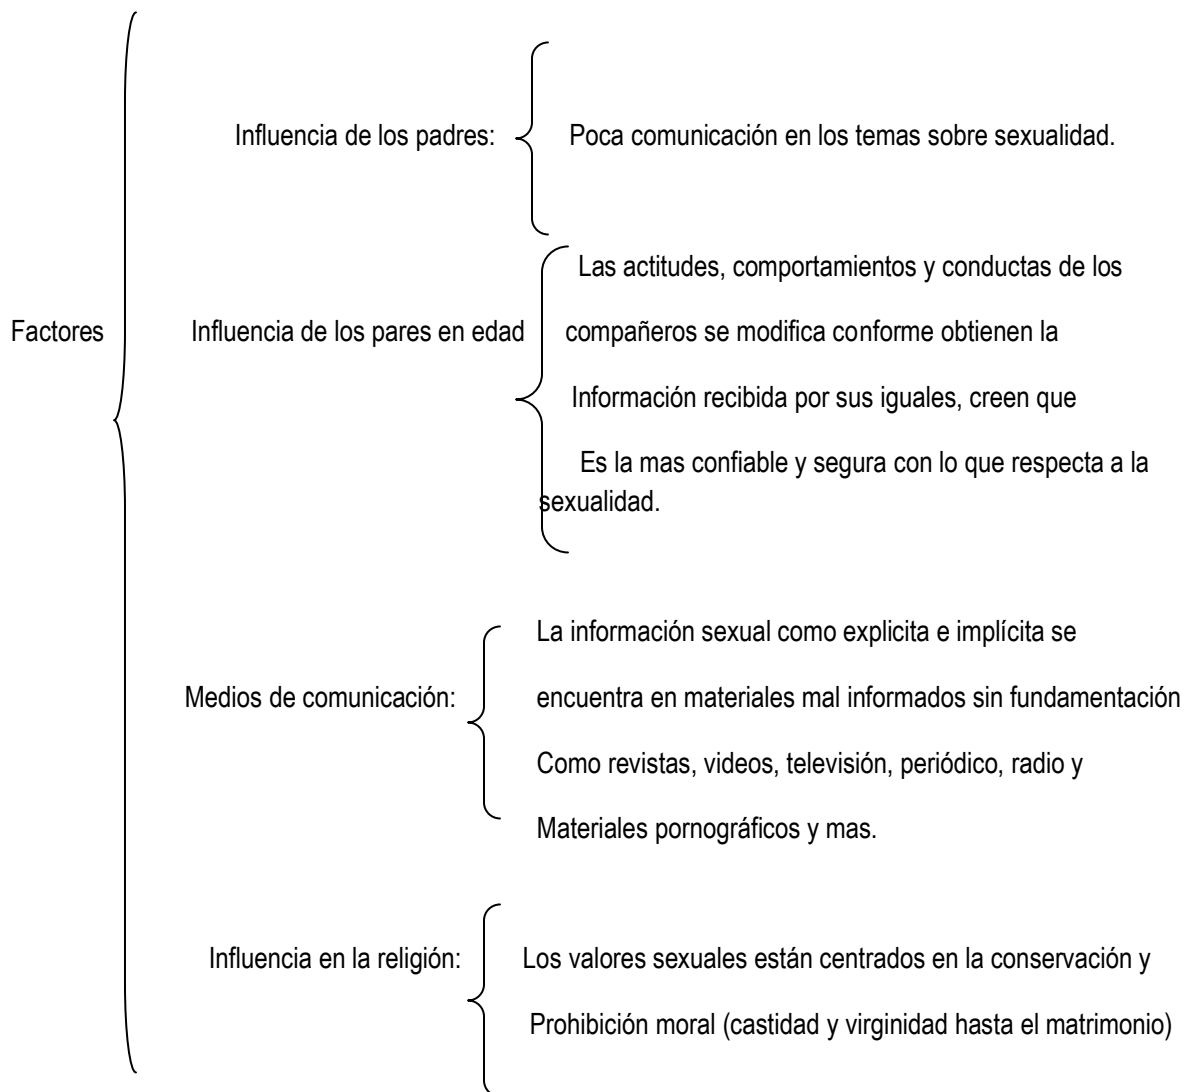 Influencia de los padres:
Poca comunicación en los temas sobre sexualidad.
Factores
Influencia de los pares en edad
Las actitudes, comportamientos y conductas de los
compañeros se modifica conforme obtienen la
Información recibida por sus iguales, creen que
Es la mas confiable y segura con lo que respecta a la
sexualidad.
Medios de comunicación:
La información sexual como explicita e implícita se
encuentra en materiales mal informados sin fundamentación
Como revistas, videos, televisión, periódico, radio y
Materiales pornográficos y mas.
Influencia en la religión:
Los valores sexuales están centrados en la conservación y
Prohibición moral (castidad y virginidad hasta el matrimonio)